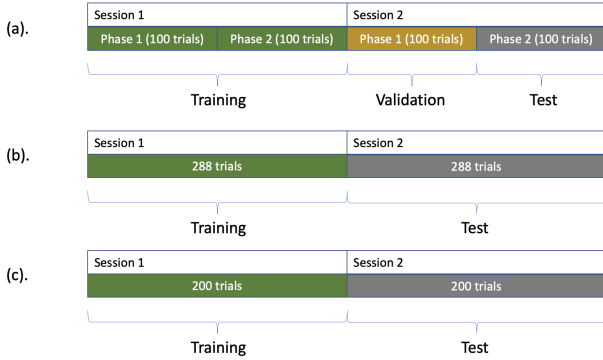 (a).
Session 1 Session 2
Phase 1 (100 trials) Phase 2 (100 trials) Phase 1 (100 trials) Phase 2 (100 trials)
Training Validation Test
(b).
Session 1 Session 2
288 trials 288 trials
Training Test
(c).
Session 1 Session 2
200 trials 200 trials
Training Test